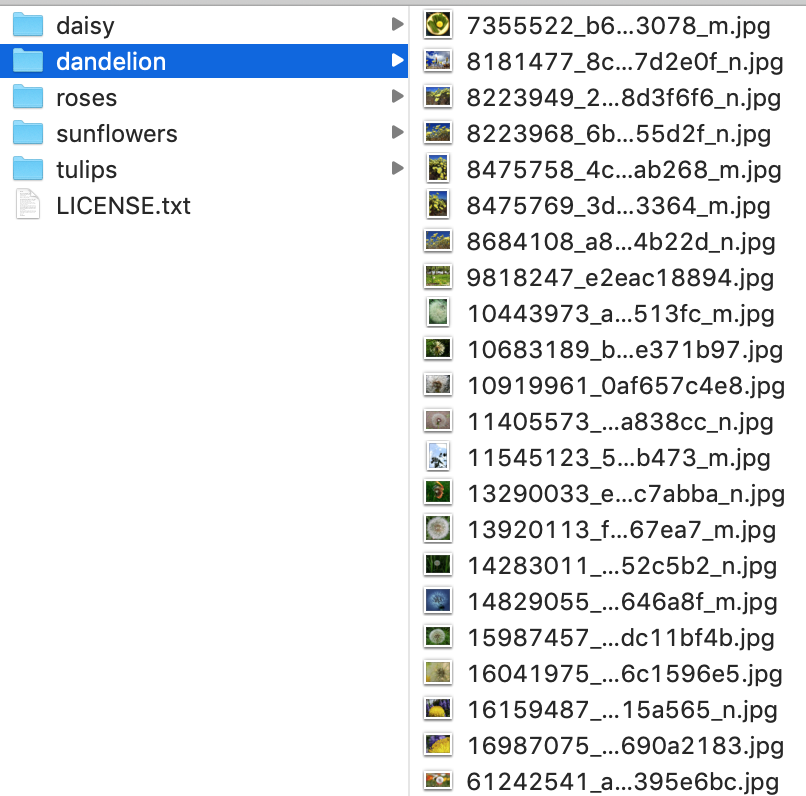 daisy
dandelion
roses
sunflowers
tulips
LICENSE.txt
7355522_b6...3078_m.jpg
8181477_8c...7d2e0f_n.jpg
8223949_2...8d3f6f6_n.jpg
8223968_6b...55d2f_n.jpg
8475758_4c...ab268_m.jpg
8475769_3d...3364_m.jpg
8684108_a8...4b22d_n.jpg
9818247_e2eac18894.jpg
10443973_a...513fc_m.jpg
10683189_b...e371b97.jpg
10919961_0af657c4e8.jpg
11405573_...a838cc_n.jpg
11545123_5...b473_m.jpg
13290033_e...c7abba_n.jpg
13920113_f...67ea7_m.jpg
14283011_...52c5b2_n.jpg
14829055_...646a8f_m.jpg
15987457_...dc11bf4b.jpg
16041975_...6c1596e5.jpg
16159487_...15a565_n.jpg
16987075_...690a2183.jpg
61242541_a...395e6bc.jpg